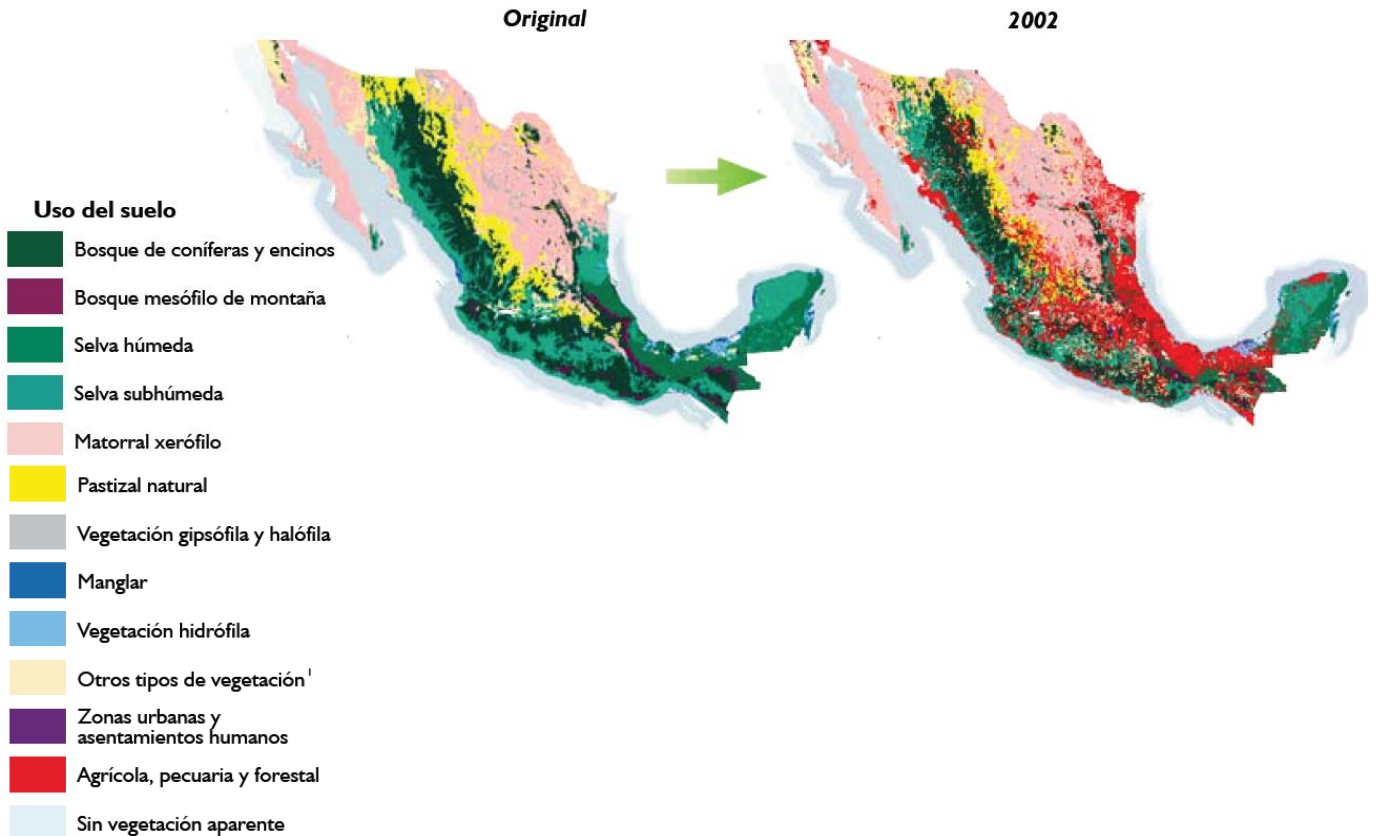 Original
2002
Uso del suelo
Bosque de coníferas y encinos
Bosque mesófilo de montaña
Selva húmeda
Selva subhúmeda
Matorral xerófilo
Pastizal natural
Vegetación gipsófila y halófila
Manglar
Vegetación hidrófila
Otros tipos de vegetación¹
Zonas urbanas y
asentamientos humanos
Agrícola, pecuaria y forestal
Sin vegetación aparente